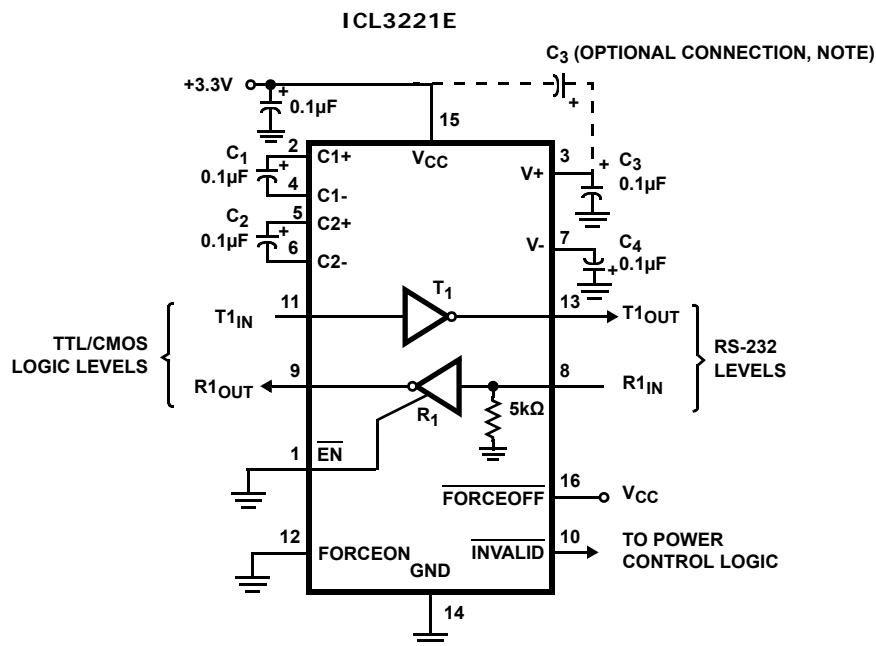 ICL3221E
C3 (OPTIONAL CONNECTION, NOTE)
+3.3V
+
0.1µF
+
15
2
C1+
VCC
3
C1
0.1µF
+
V+
+
C3
0.1µF
4
C1-
5
C2+
C2
0.1µF
+
7
V-
C4
0.1µF
+
6
C2-
T1
11
13
T1IN
T1OUT
TTL/CMOS
LOGIC LEVELS
RS-232
LEVELS
9
8
R1OUT
R1IN
R1
5kΩ
1
EN
16
FORCEOFF
VCC
12
10
FORCEON
INVALID
TO POWER
CONTROL LOGIC
GND
14